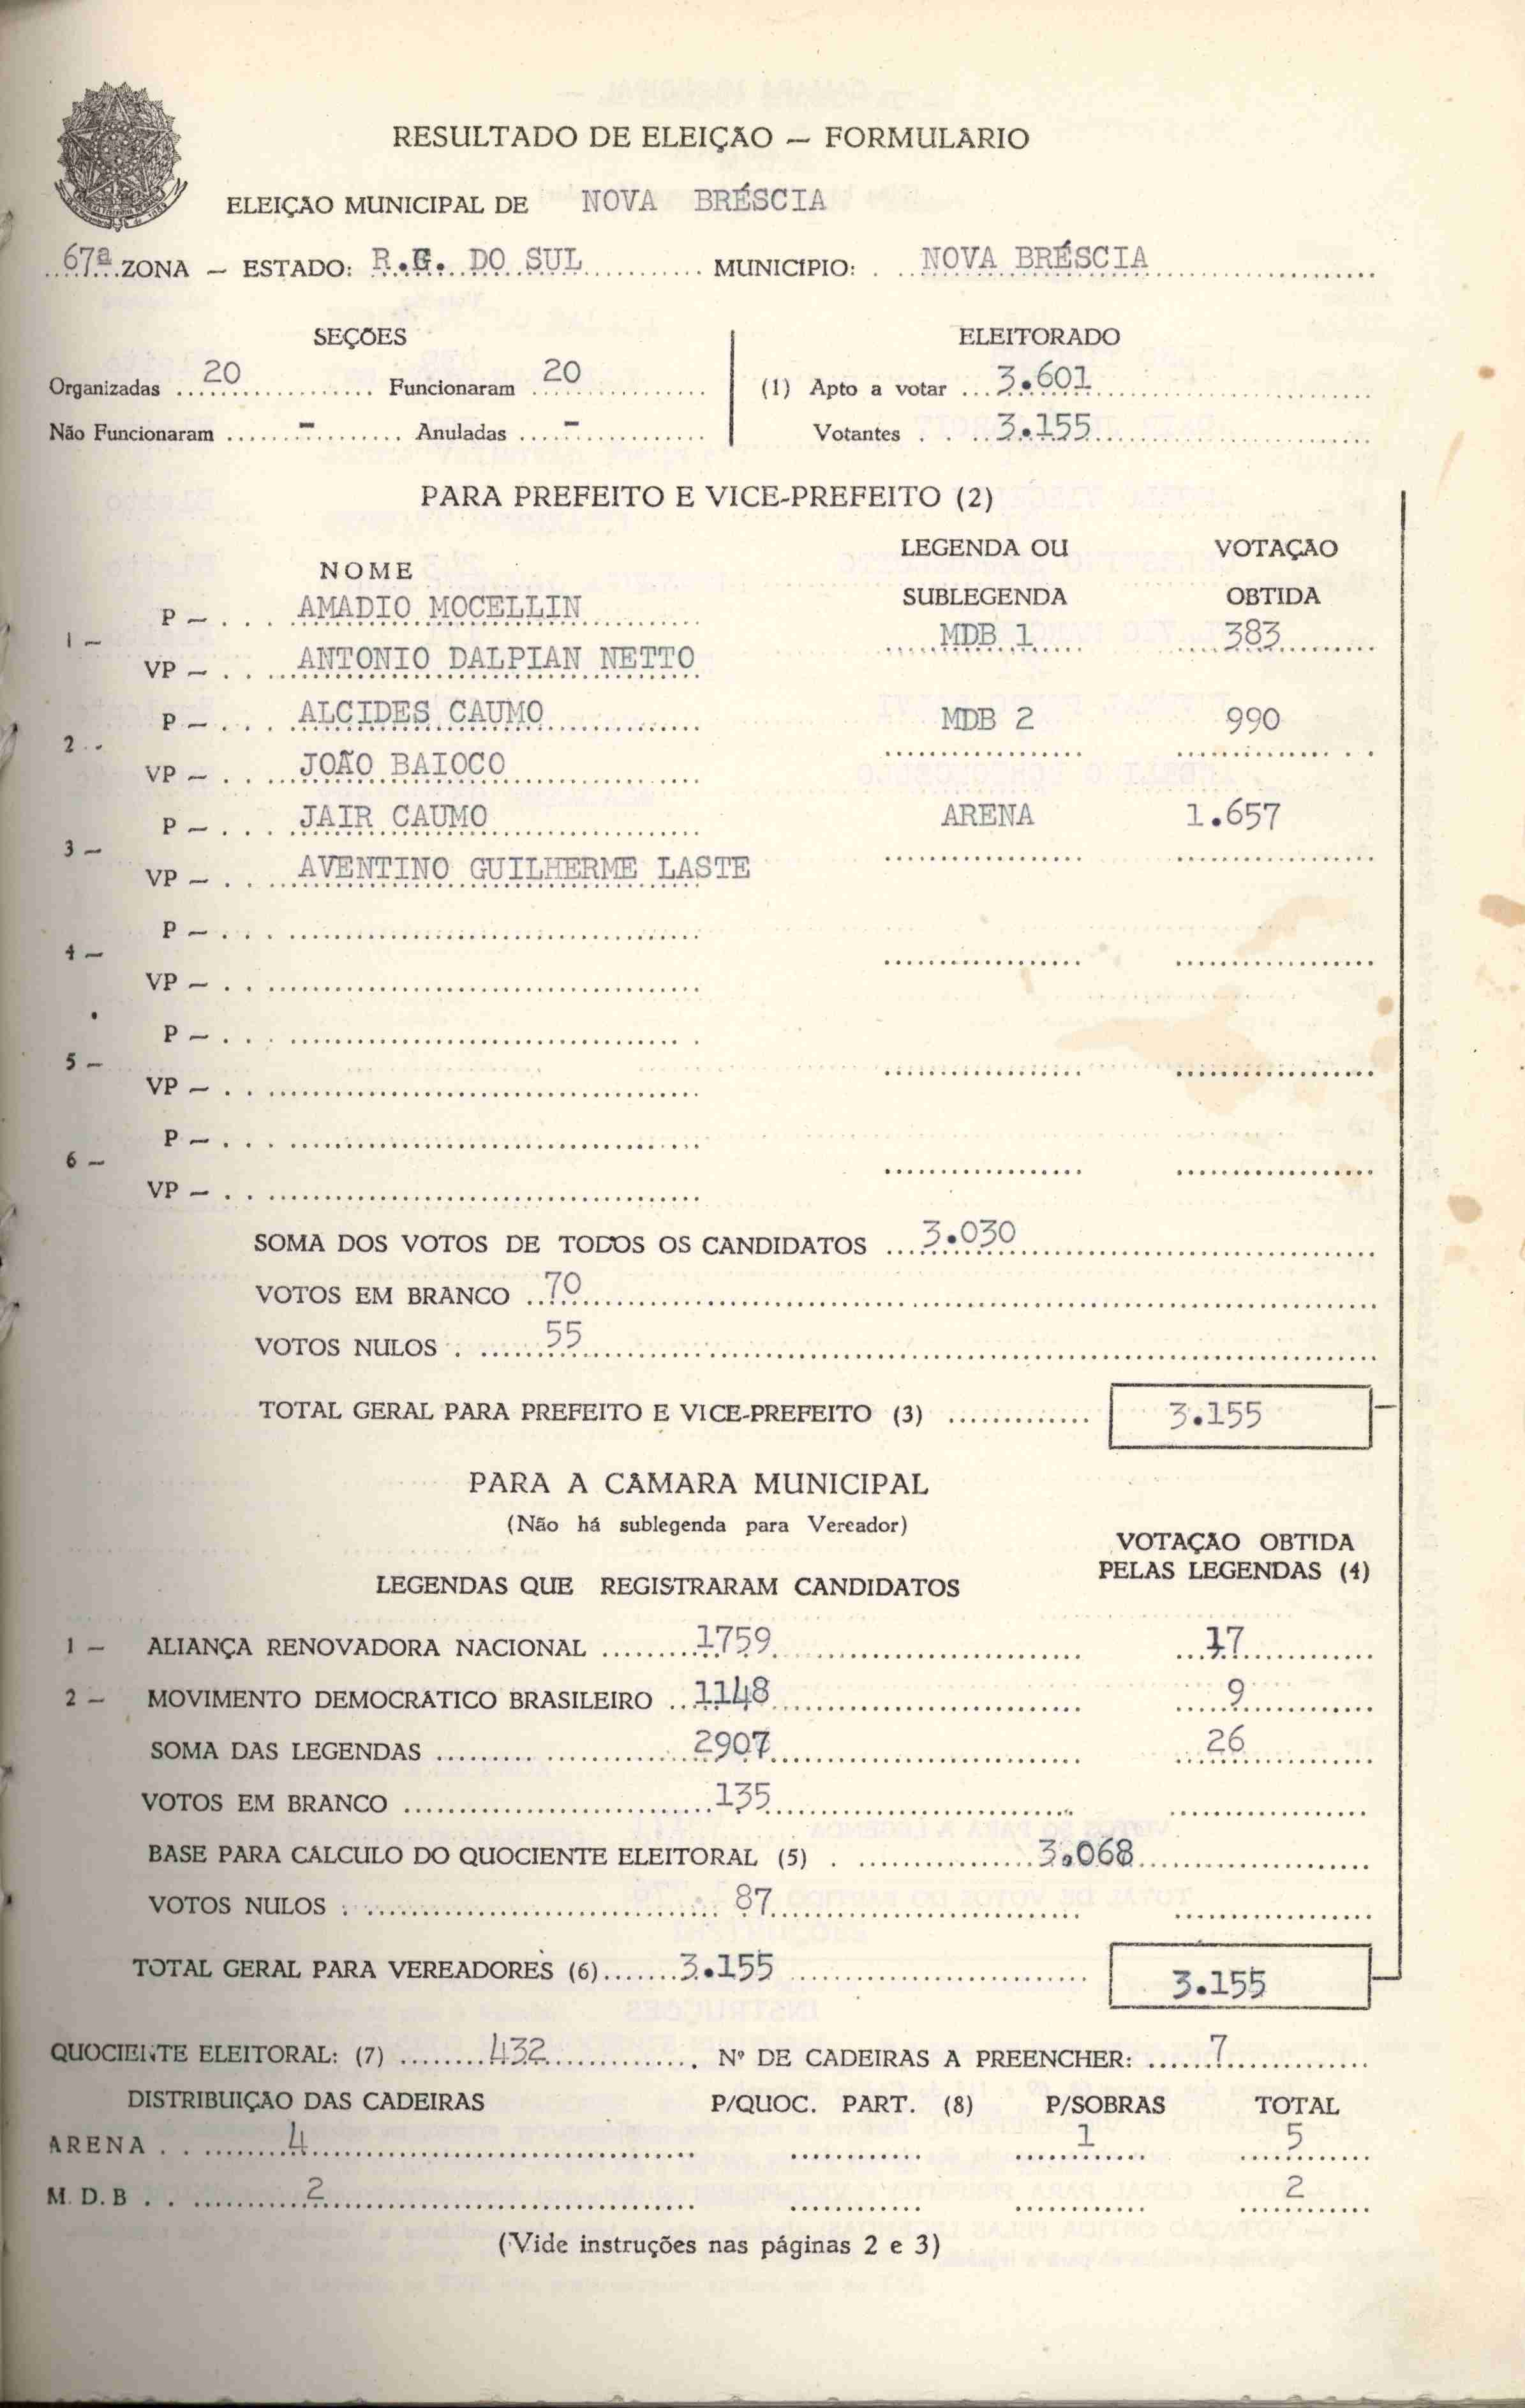 RESULTADO DE ELEIÇÃO — FORMULÁRIO
ELEIÇÃO MUNICIPAL DE NOVA BRÉSCIA
67ª ZONA — ESTADO: R.G. DO SUL MUNICIPIO: NOVA BRÉSCIA
SEÇÕES ELEITORADO
Organizadas 20 Funcionaram 20 (1) Apto a votar 3.601
Não Funcionaram - Anuladas - Votantes 3.155
PARA PREFEITO E VICE-PREFEITO (2)
NOME LEGENDA OU SUBLEGENDA VOTAÇÃO OBTIDA
1 — P — AMADIO MOCELLIN MDB 1 383
VP — ANTONIO DALPIAN NETTO
2 - P — ALCIDES CAUMO MDB 2 990
VP — JOÃO BAIOCO
3 — P — JAIR CAUMO ARENA 1.657
VP — AVENTINO GUILHERME LASTE
4 — P —
VP —
5 — P —
VP —
6 — P —
VP —
SOMA DOS VOTOS DE TODOS OS CANDIDATOS 3.030
VOTOS EM BRANCO 70
VOTOS NULOS 55
TOTAL GERAL PARA PREFEITO E VICE-PREFEITO (3) 3.155
PARA A CÂMARA MUNICIPAL
(Não há sublegenda para Vereador)
LEGENDAS QUE REGISTRARAM CANDIDATOS VOTAÇÃO OBTIDA PELAS LEGENDAS (4)
1 — ALIANÇA RENOVADORA NACIONAL 1759 17
2 — MOVIMENTO DEMOCRÁTICO BRASILEIRO 1148 9
SOMA DAS LEGENDAS 2907 26
VOTOS EM BRANCO 135
BASE PARA CÁLCULO DO QUOCIENTE ELEITORAL (5) 3.068
VOTOS NULOS 87
TOTAL GERAL PARA VEREADORES (6) 3.155 3.155
QUOCIENTE ELEITORAL: (7) 432 Nº DE CADEIRAS A PREENCHER: 7
DISTRIBUIÇÃO DAS CADEIRAS P/QUOC. PART. (8) P/SOBRAS TOTAL
ARENA 4 1 5
M.D.B 2 2
(Vide instruções nas páginas 2 e 3)